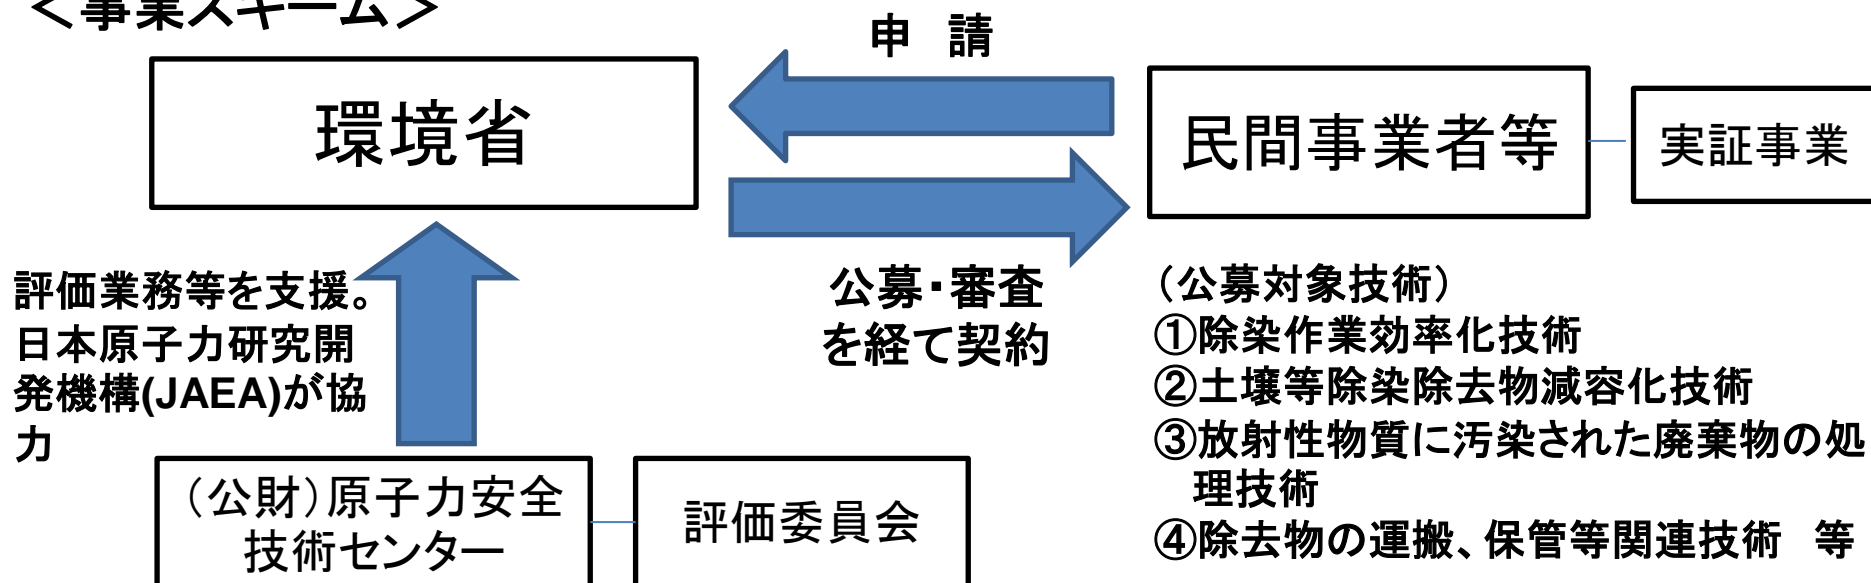 ＜事業スキーム＞
申　請
環境省
民間事業者等
実証事業
公募・審査
を経て契約
評価業務等を支援。
日本原子力研究開
発機構(JAEA)が協
力
（公財）原子力安全
技術センター
評価委員会
（公募対象技術）
①除染作業効率化技術
②土壌等除染除去物減容化技術
③放射性物質に汚染された廃棄物の処
理技術
④除去物の運搬、保管等関連技術　等